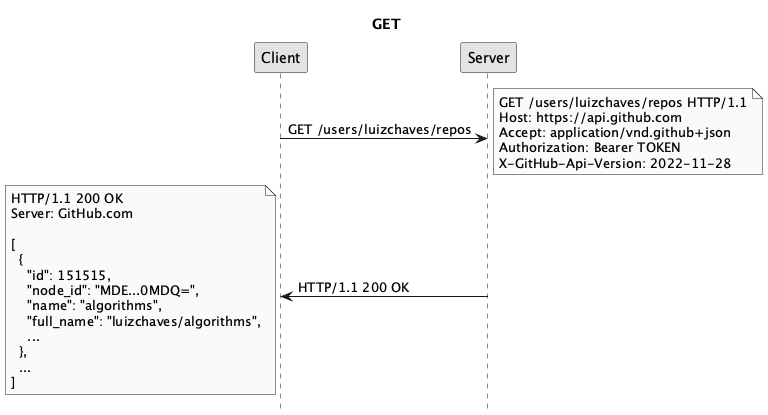 GET
Client
Server
GET /users/luizchaves/repos
GET /users/luizchaves/repos HTTP/1.1
Host: https://api.github.com
Accept: application/vnd.github+json
Authorization: Bearer TOKEN
X-GitHub-Api-Version: 2022-11-28
HTTP/1.1 200 OK
Server: GitHub.com
[
  {
    "id": 151515,
    "node_id": "MDE...0MDQ=",
    "name": "algorithms",
    "full_name": "luizchaves/algorithms",
    ...
  },
  ...
]
HTTP/1.1 200 OK